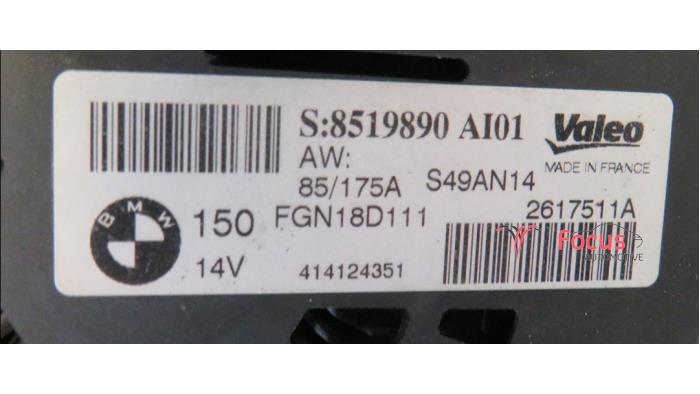 S:8519890 AI01
Valeo
AW:
MADE IN FRANCE
85/175A
S49AN14
BMW
150
FGN18D111
2617511A
14V
414124351
Focus
AUTOMOTIVE